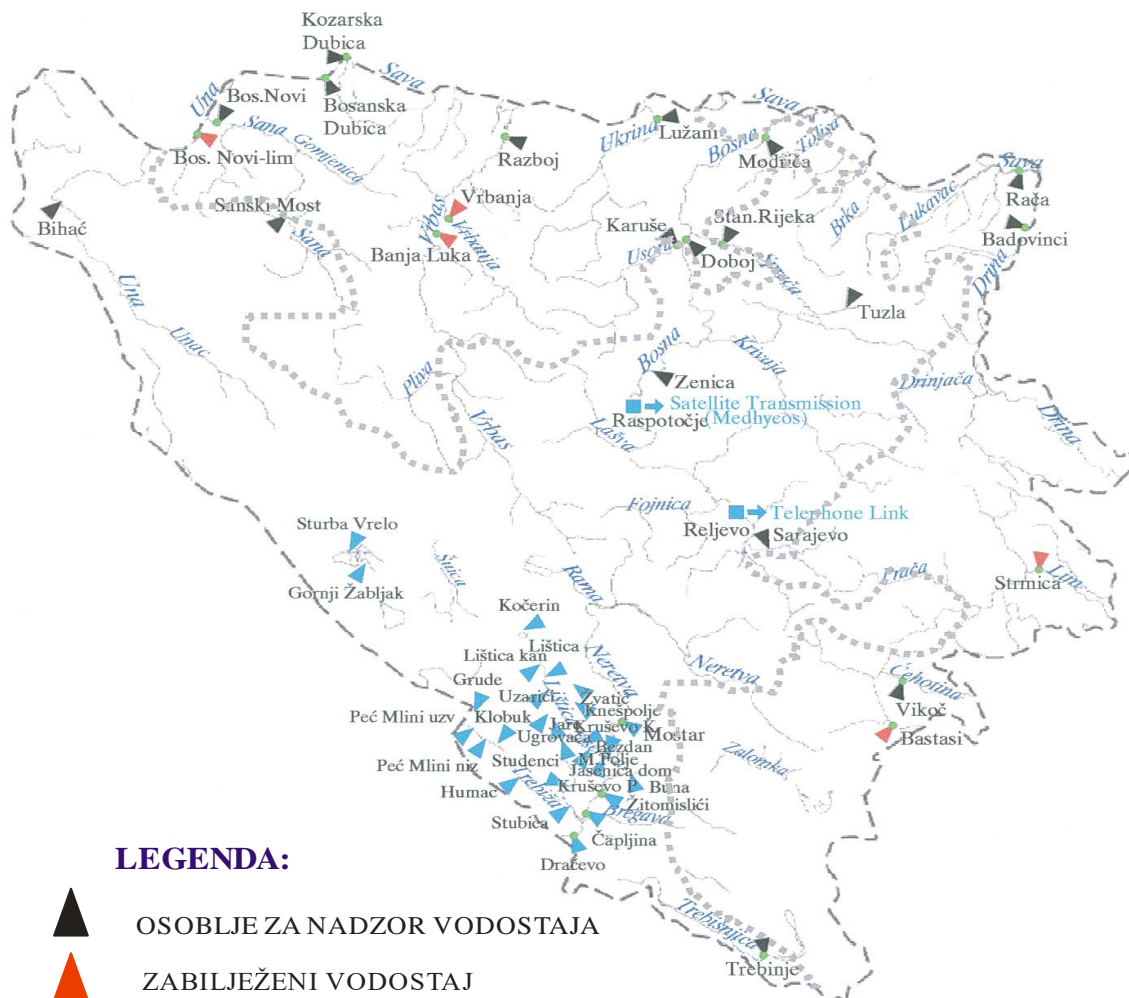 Kozarska
Dubica
Sava
Una
Bos.Novi
Bosanska
Dubica
Sana
Gomjenica
Bos. Novi-lim
Razboj
Ukrina
Lužani
Sava
Bosna
Tolisa
Modriča
Sava
Rača
Lukavac
Brka
Badovinci
Sanski Most
Bihać
Sana
Vrbas
Vrbanja
Vrbanja
Banja Luka
Karuše
Stan.Rijeka
Usora
Doboj
Spreča
Drina
Tuzla
Una
Unac
Pliva
Bosna
Krivaja
Zenica
Drinjača
Satellite Transmission
Raspotočje
(Medhycos)
Drina
Vrbas
Lašva
Fojnica
Telephone Link
Reljevo
Sarajevo
Sturba Vrelo
Gornji Žabljak
Šuica
Rama
Prača
Strmica
Lim
Kočerin
Lištica
Lištica kan
Neretva
Neretva
Grude
Uzarići
Lištica
Žvatić
Knešpolje
Ćehotina
Vikoč
Peć Mlini uzv
Klobuk
Jare
Kruševo K.
Mostar
Ugrovača
Bezdan
Bastasi
Studenci
M.Polje
Zalomka
Peć Mlini niz
Jasenica dom
Humac
Trebižat
Kruševo P
Buna
Žitomislići
Stubica
Bregava
Čapljina
Dračevo
Trebišnjica
Trebinje
LEGENDA:
OSOBLJE ZA NADZOR VODOSTAJA
ZABILJEŽENI VODOSTAJ